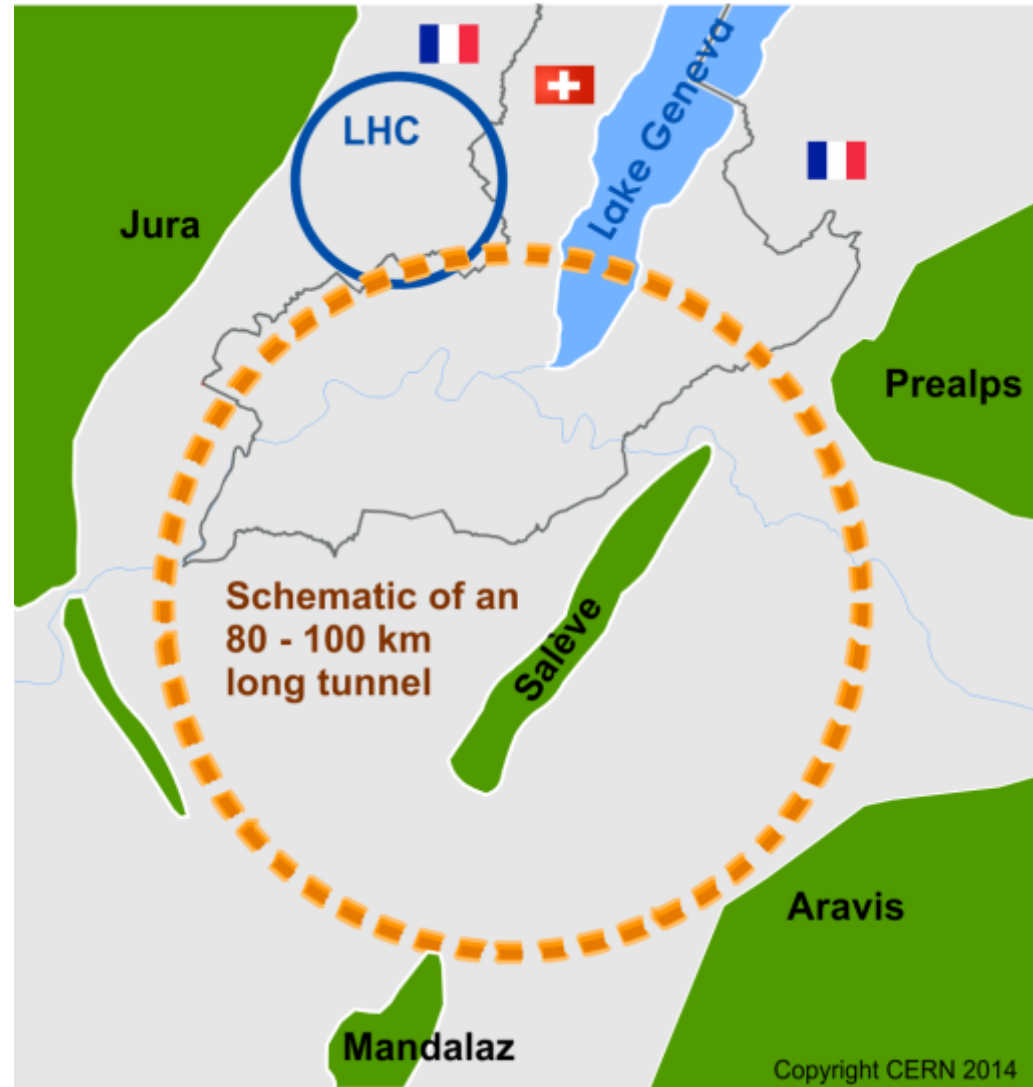 LHC
Lake Geneva
Jura
Prealps
Schematic of an
80 - 100 km
long tunnel
Salève
Aravis
Mandalaz
Copyright CERN 2014